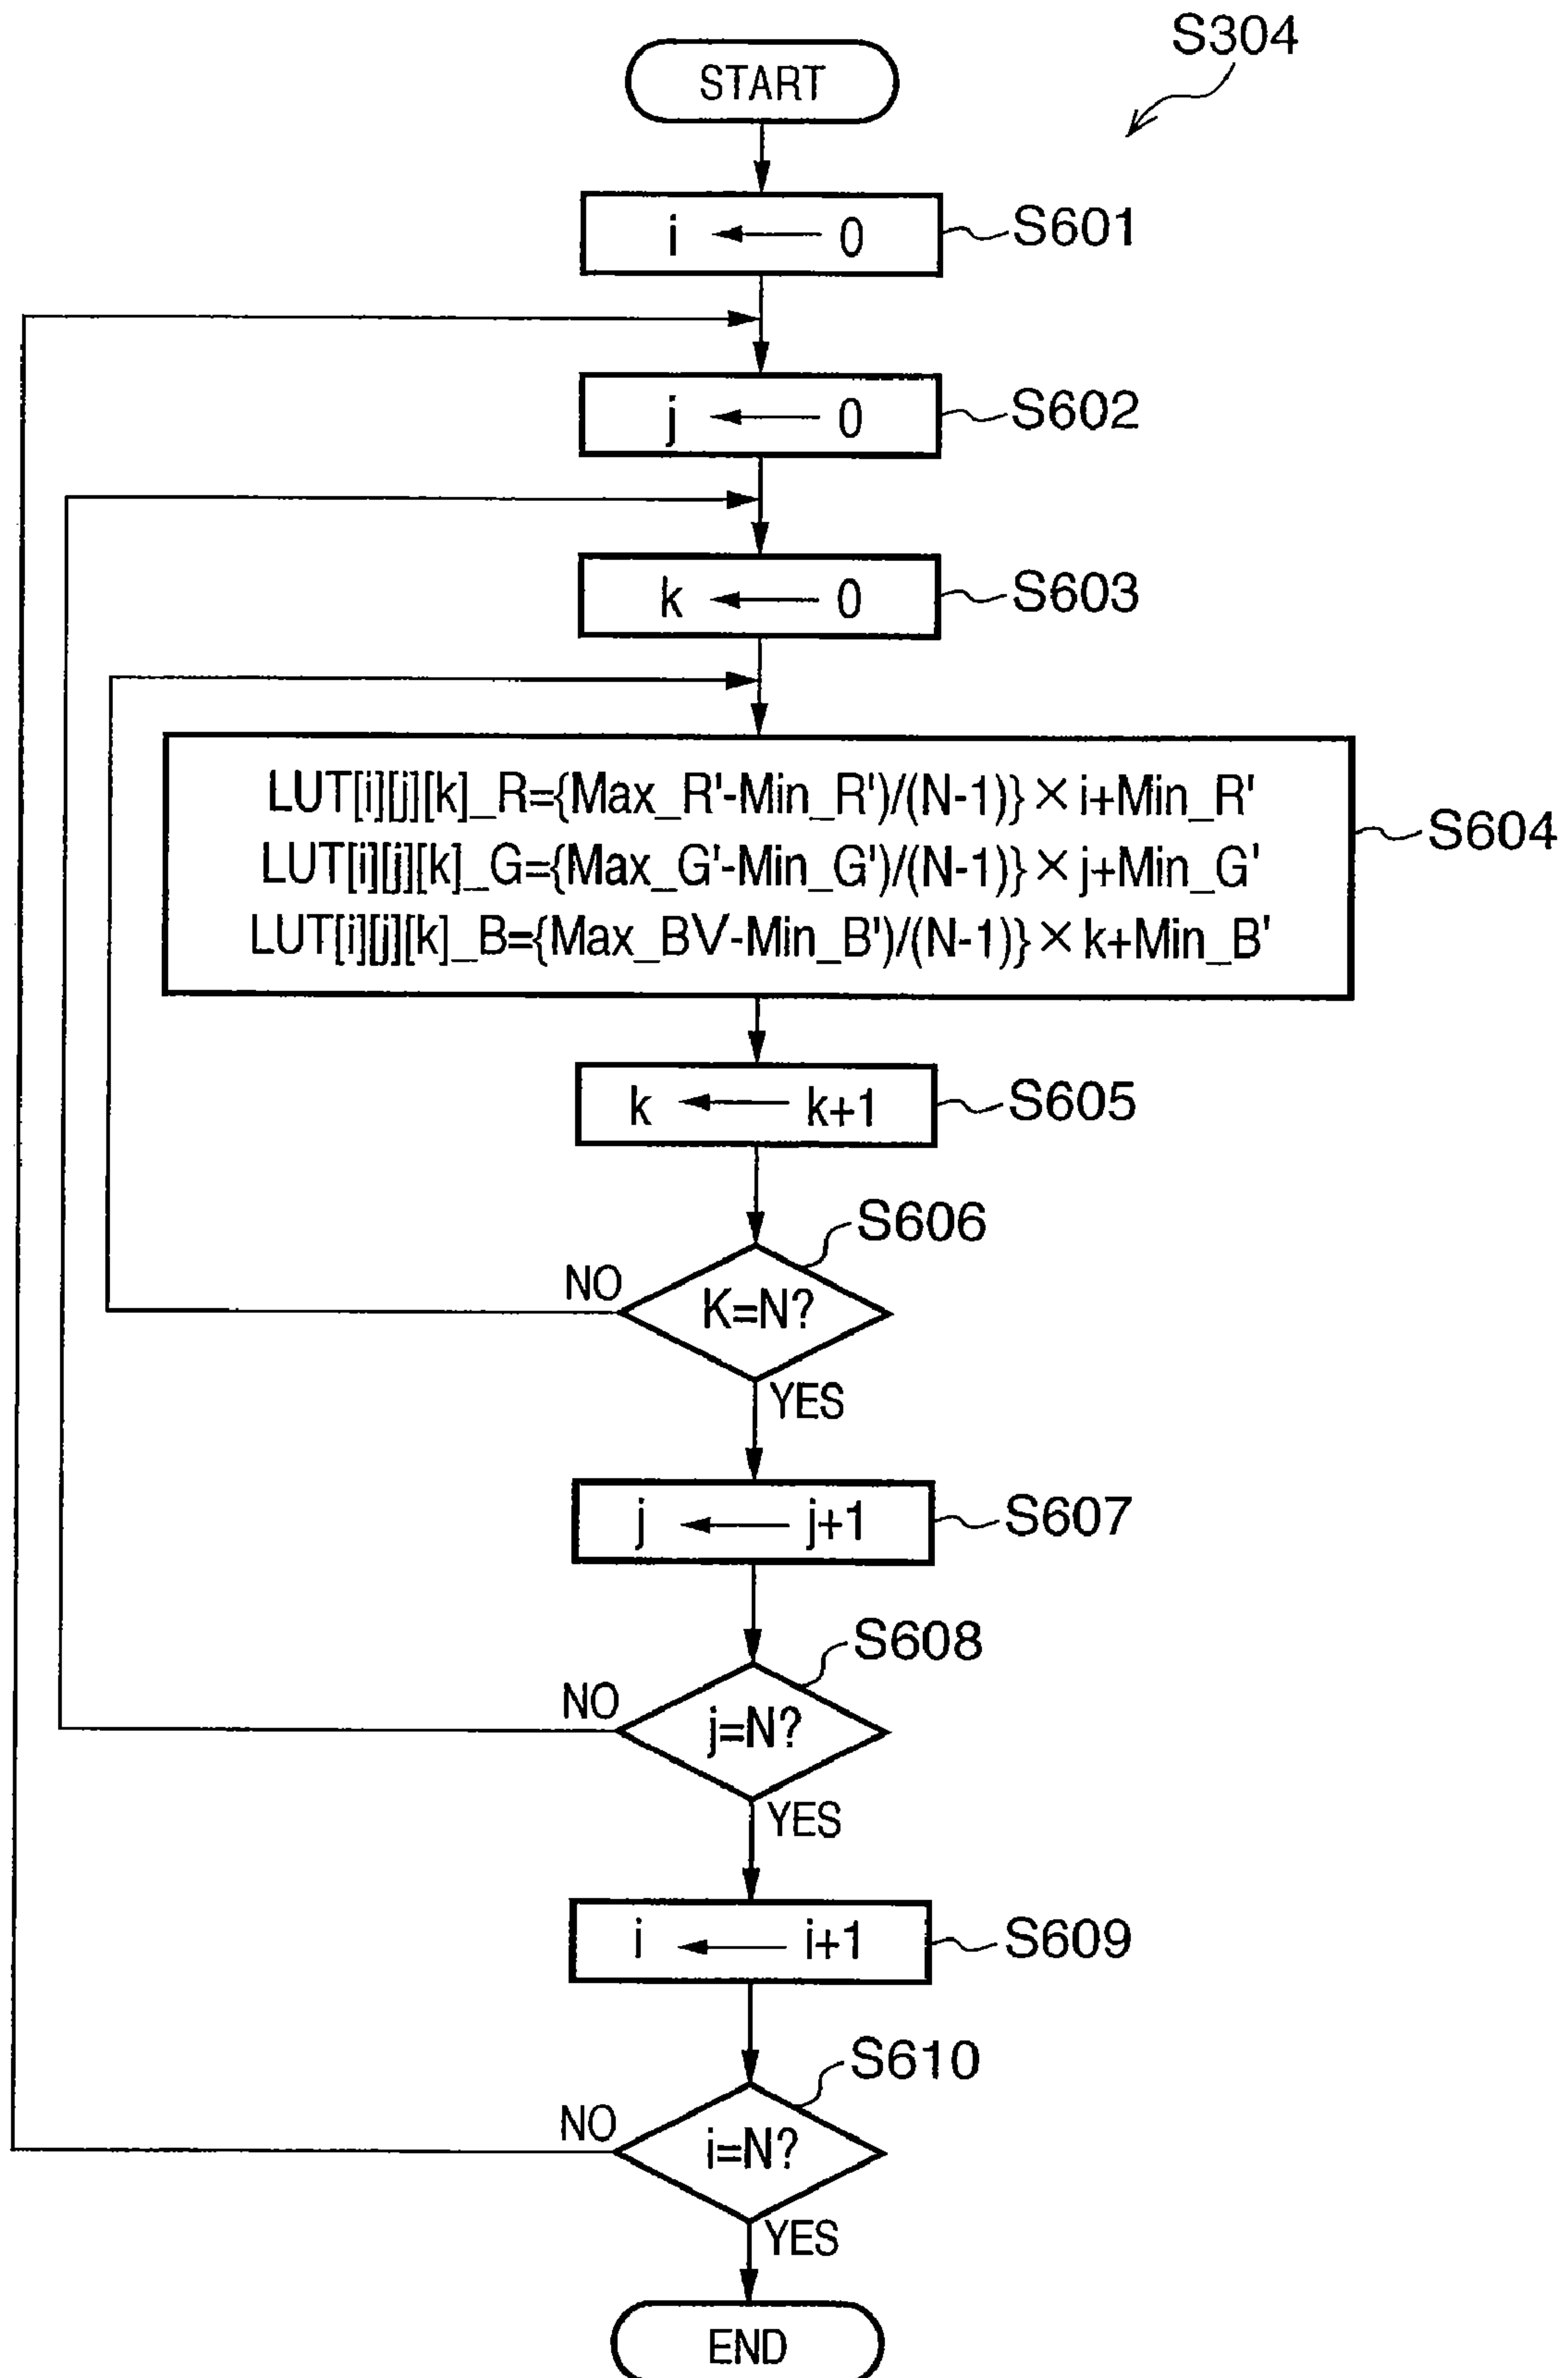 S304
START
i ← 0
S601
j ← 0
S602
k ← 0
S603
LUT[i][j][k]_R={Max_R'-Min_R')/(N-1)}×i+Min_R'
LUT[i][j][k]_G={Max_G'-Min_G')/(N-1)}×j+Min_G'
LUT[i][j][k]_B={Max_BV-Min_B')/(N-1)}×k+Min_B'
S604
k ← k+1
S605
S606
NO
K=N?
YES
j ← j+1
S607
S608
NO
j=N?
YES
i ← i+1
S609
S610
NO
i=N?
YES
END